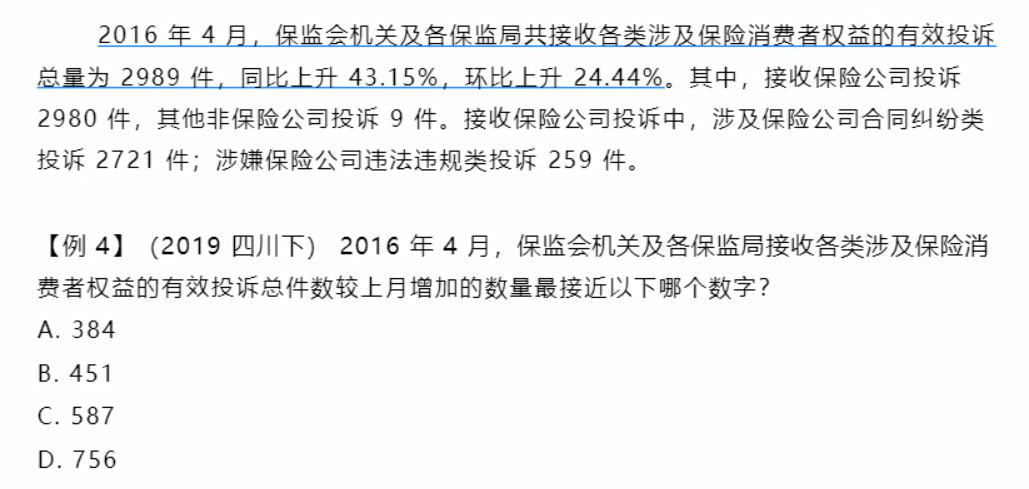 2016 年 4 月，保监会机关及各保监局共接收各类涉及保险消费者权益的有效投诉
总量为 2989 件，同比上升 43.15%，环比上升 24.44%。其中，接收保险公司投诉
2980 件，其他非保险公司投诉 9 件。接收保险公司投诉中，涉及保险公司合同纠纷类
投诉 2721 件；涉嫌保险公司违法违规类投诉 259 件。
【例 4】（2019 四川下） 2016 年 4 月，保监会机关及各保监局接收各类涉及保险消
费者权益的有效投诉总件数较上月增加的数量最接近以下哪个数字？
A. 384
B. 451
C. 587
D. 756